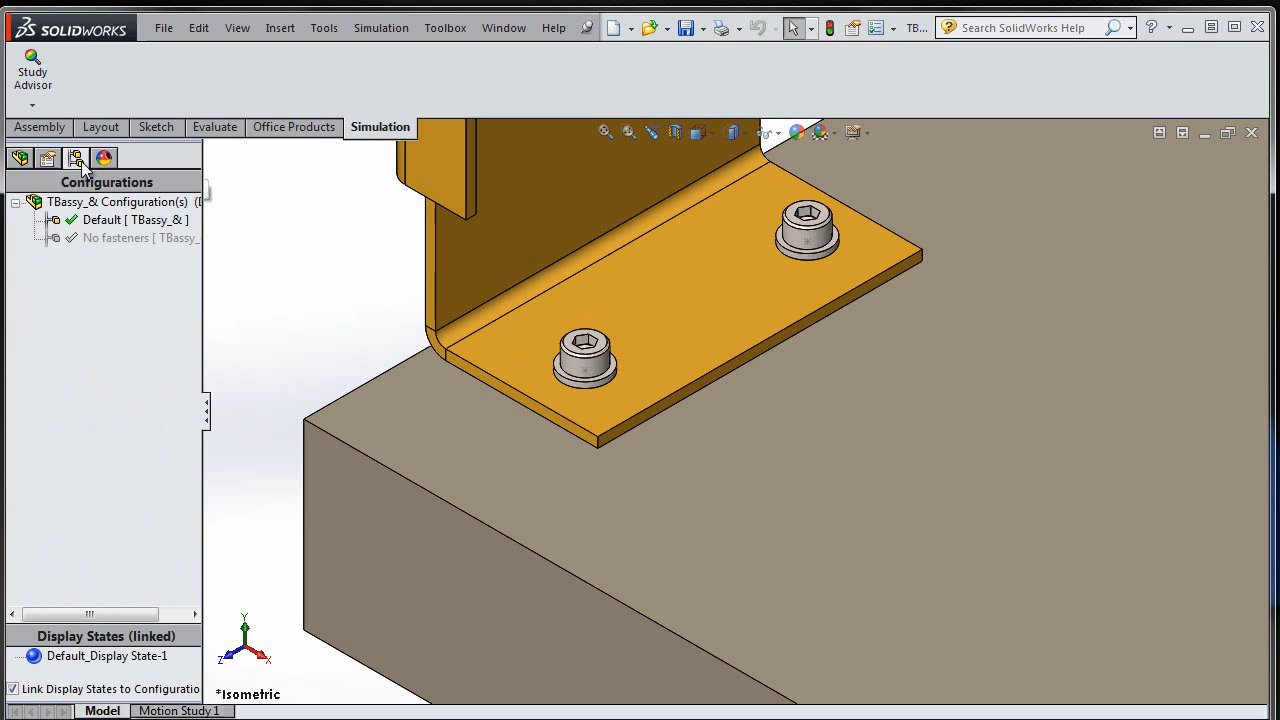 SOLIDWORKS File Edit View Insert Tools Simulation Toolbox Window Help TB... Search SolidWorks Help
Study
Advisor
Assembly Layout Sketch Evaluate Office Products Simulation
Configurations
TBassy_& Configuration(s) (
Default [ TBassy_& ]
No fasteners [ TBassy_
Y
Z X
Display States (linked)
Default_Display State-1
Link Display States to Configuratio
*Isometric
Model Motion Study 1